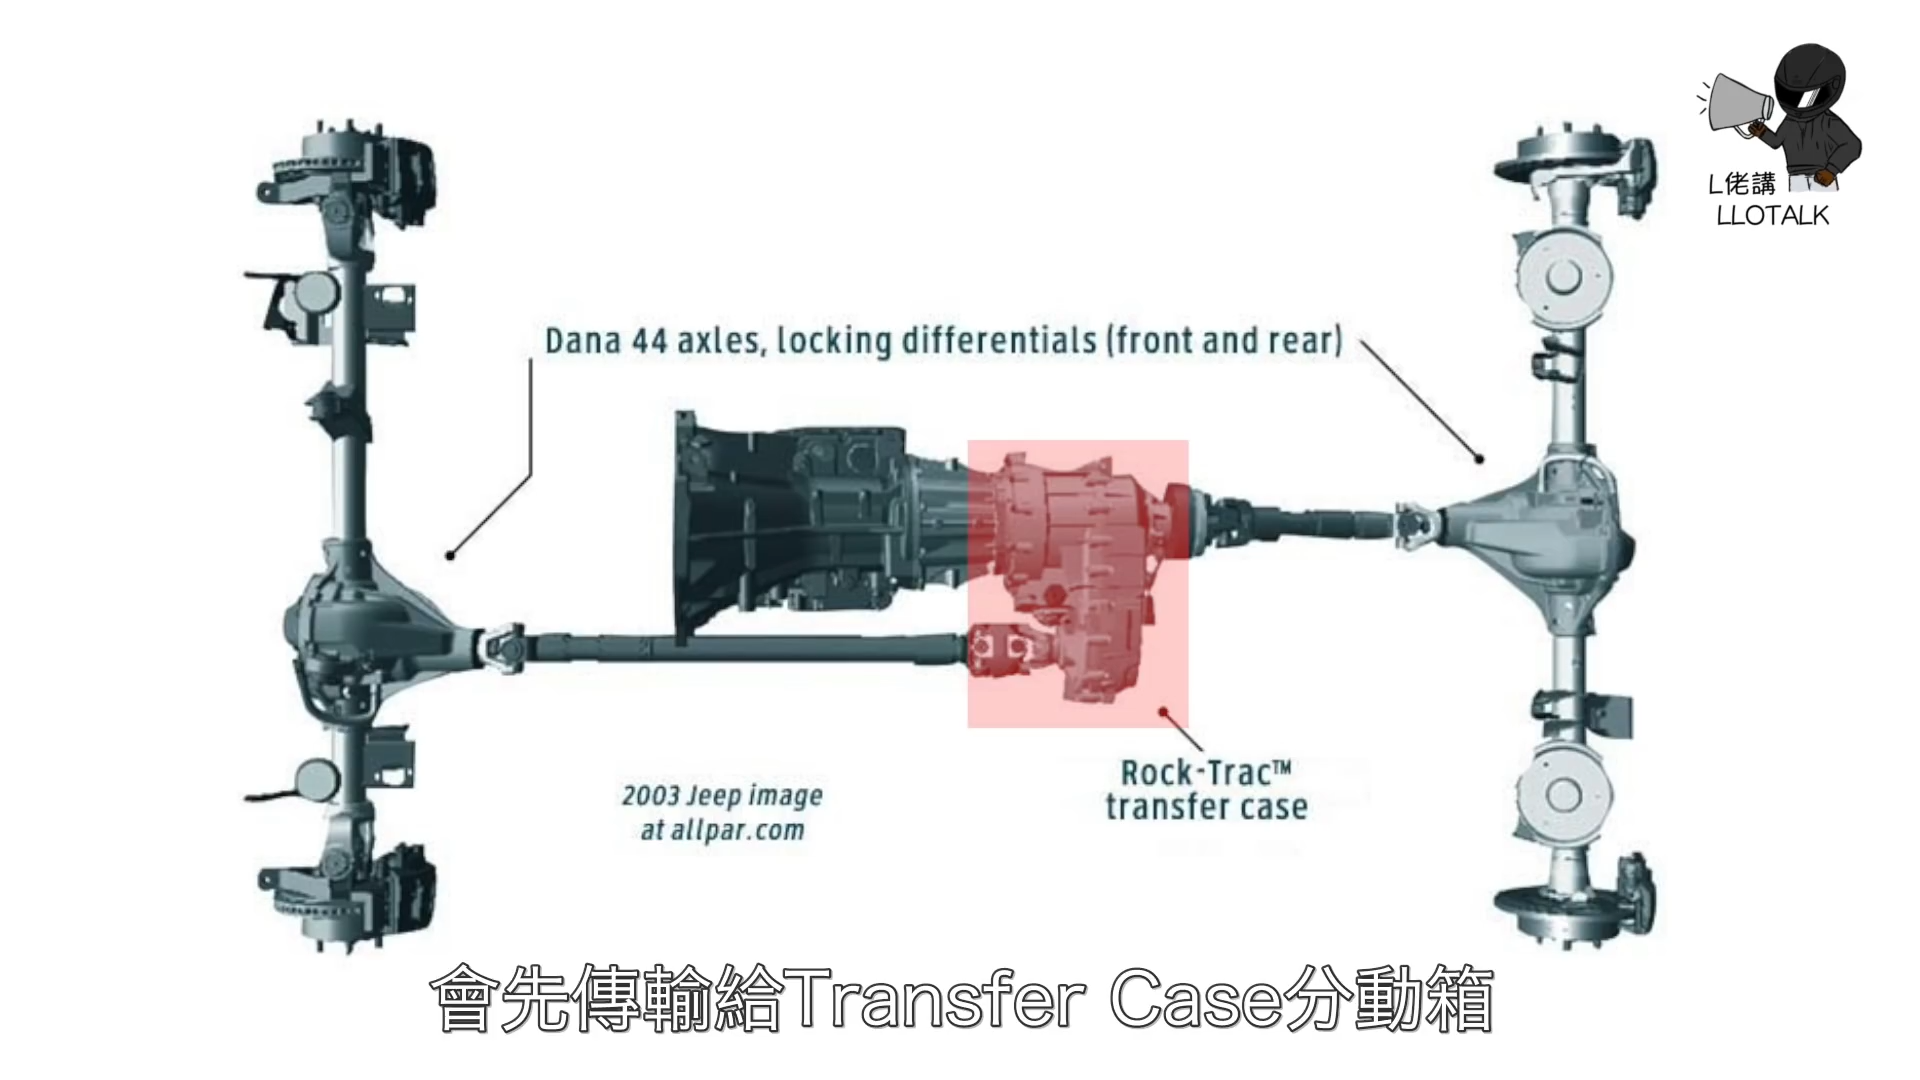 L佬講
LLOTALK
Dana 44 axles, locking differentials (front and rear)
Rock-Trac™
transfer case
2003 Jeep image
at allpar.com
會先傳輸給Transfer Case分動箱